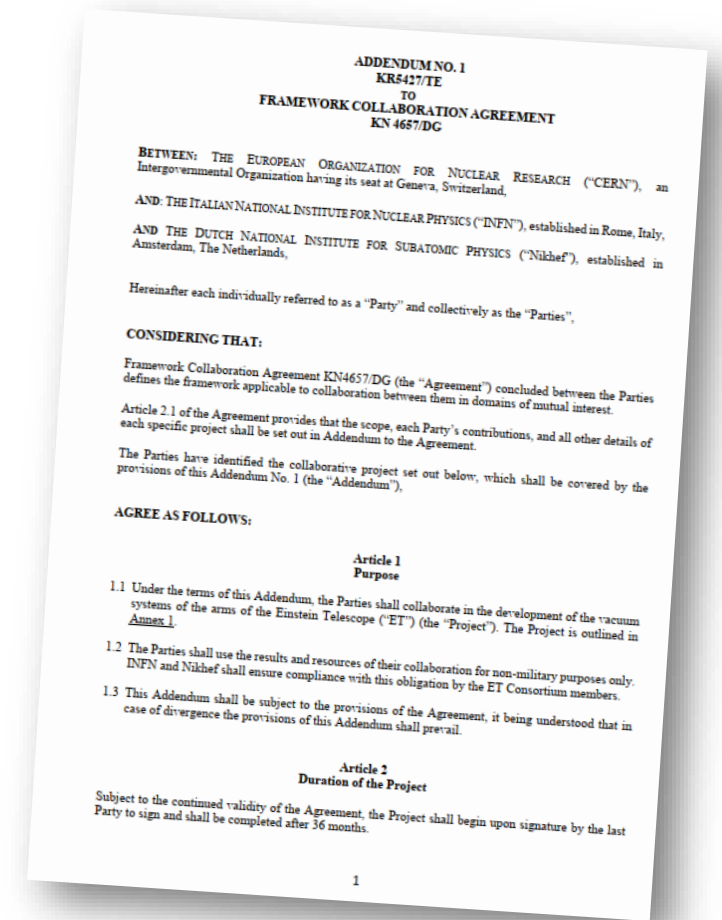 ADDENDUM NO. 1
KR5427/TE
TO
FRAMEWORK COLLABORATION AGREEMENT
KN 4657/DG
BETWEEN: THE EUROPEAN ORGANIZATION FOR NUCLEAR RESEARCH (“CERN”), an
Intergovernmental Organization having its seat at Geneva, Switzerland,
AND: THE ITALIAN NATIONAL INSTITUTE FOR NUCLEAR PHYSICS (“INFN”), established in Rome, Italy,
AND THE DUTCH NATIONAL INSTITUTE FOR SUBATOMIC PHYSICS (“Nikhef”), established in
Amsterdam, The Netherlands,
Hereinafter each individually referred to as a “Party” and collectively as the “Parties”,
CONSIDERING THAT:
Framework Collaboration Agreement KN4657/DG (the “Agreement”) concluded between the Parties
defines the framework applicable to collaboration between them in domains of mutual interest.
Article 2.1 of the Agreement provides that the scope, each Party’s contributions, and all other details of
each specific project shall be set out in Addendum to the Agreement.
The Parties have identified the collaborative project set out below, which shall be covered by the
provisions of this Addendum No. 1 (the “Addendum”),
AGREE AS FOLLOWS:
Article 1
Purpose
1.1 Under the terms of this Addendum, the Parties shall collaborate in the development of the vacuum
systems of the arms of the Einstein Telescope (“ET”) (the “Project”). The Project is outlined in
Annex 1.
1.2 The Parties shall use the results and resources of their collaboration for non-military purposes only.
INFN and Nikhef shall ensure compliance with this obligation by the ET Consortium members.
1.3 This Addendum shall be subject to the provisions of the Agreement, it being understood that in
case of divergence the provisions of this Addendum shall prevail.
Article 2
Duration of the Project
Subject to the continued validity of the Agreement, the Project shall begin upon signature by the last
Party to sign and shall be completed after 36 months.
1